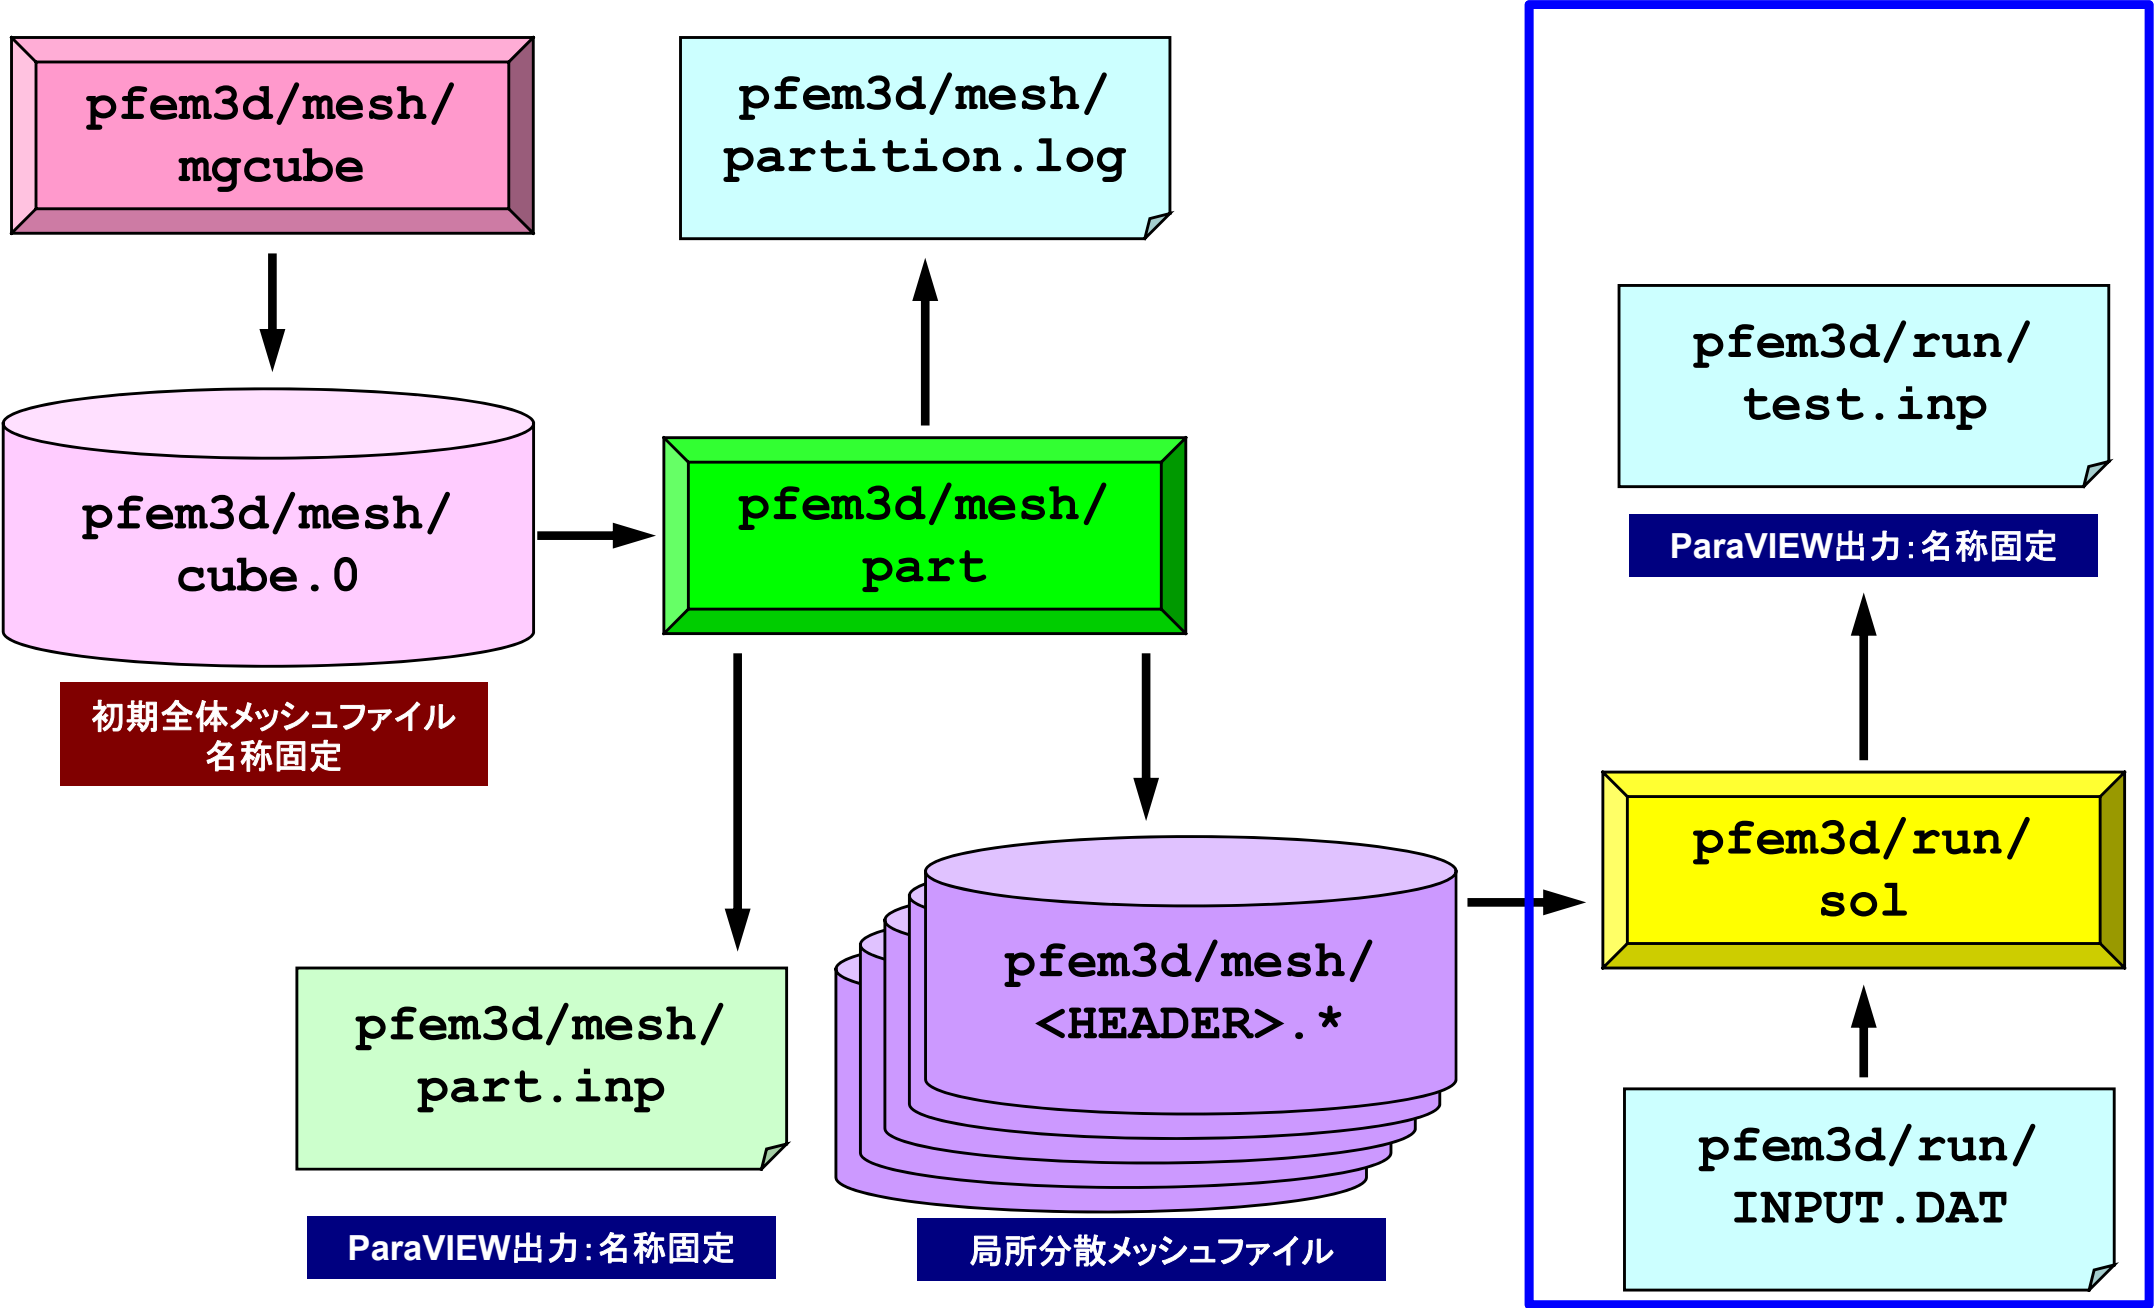 pfem3d/mesh/
mgcube
pfem3d/mesh/
cube.0
初期全体メッシュファイル
名称固定
pfem3d/mesh/
partition.log
pfem3d/mesh/
part
pfem3d/mesh/
part.inp
ParaVIEW出力：名称固定
pfem3d/mesh/
<HEADER>.*
局所分散メッシュファイル
pfem3d/run/
test.inp
ParaVIEW出力：名称固定
pfem3d/run/
sol
pfem3d/run/
INPUT.DAT